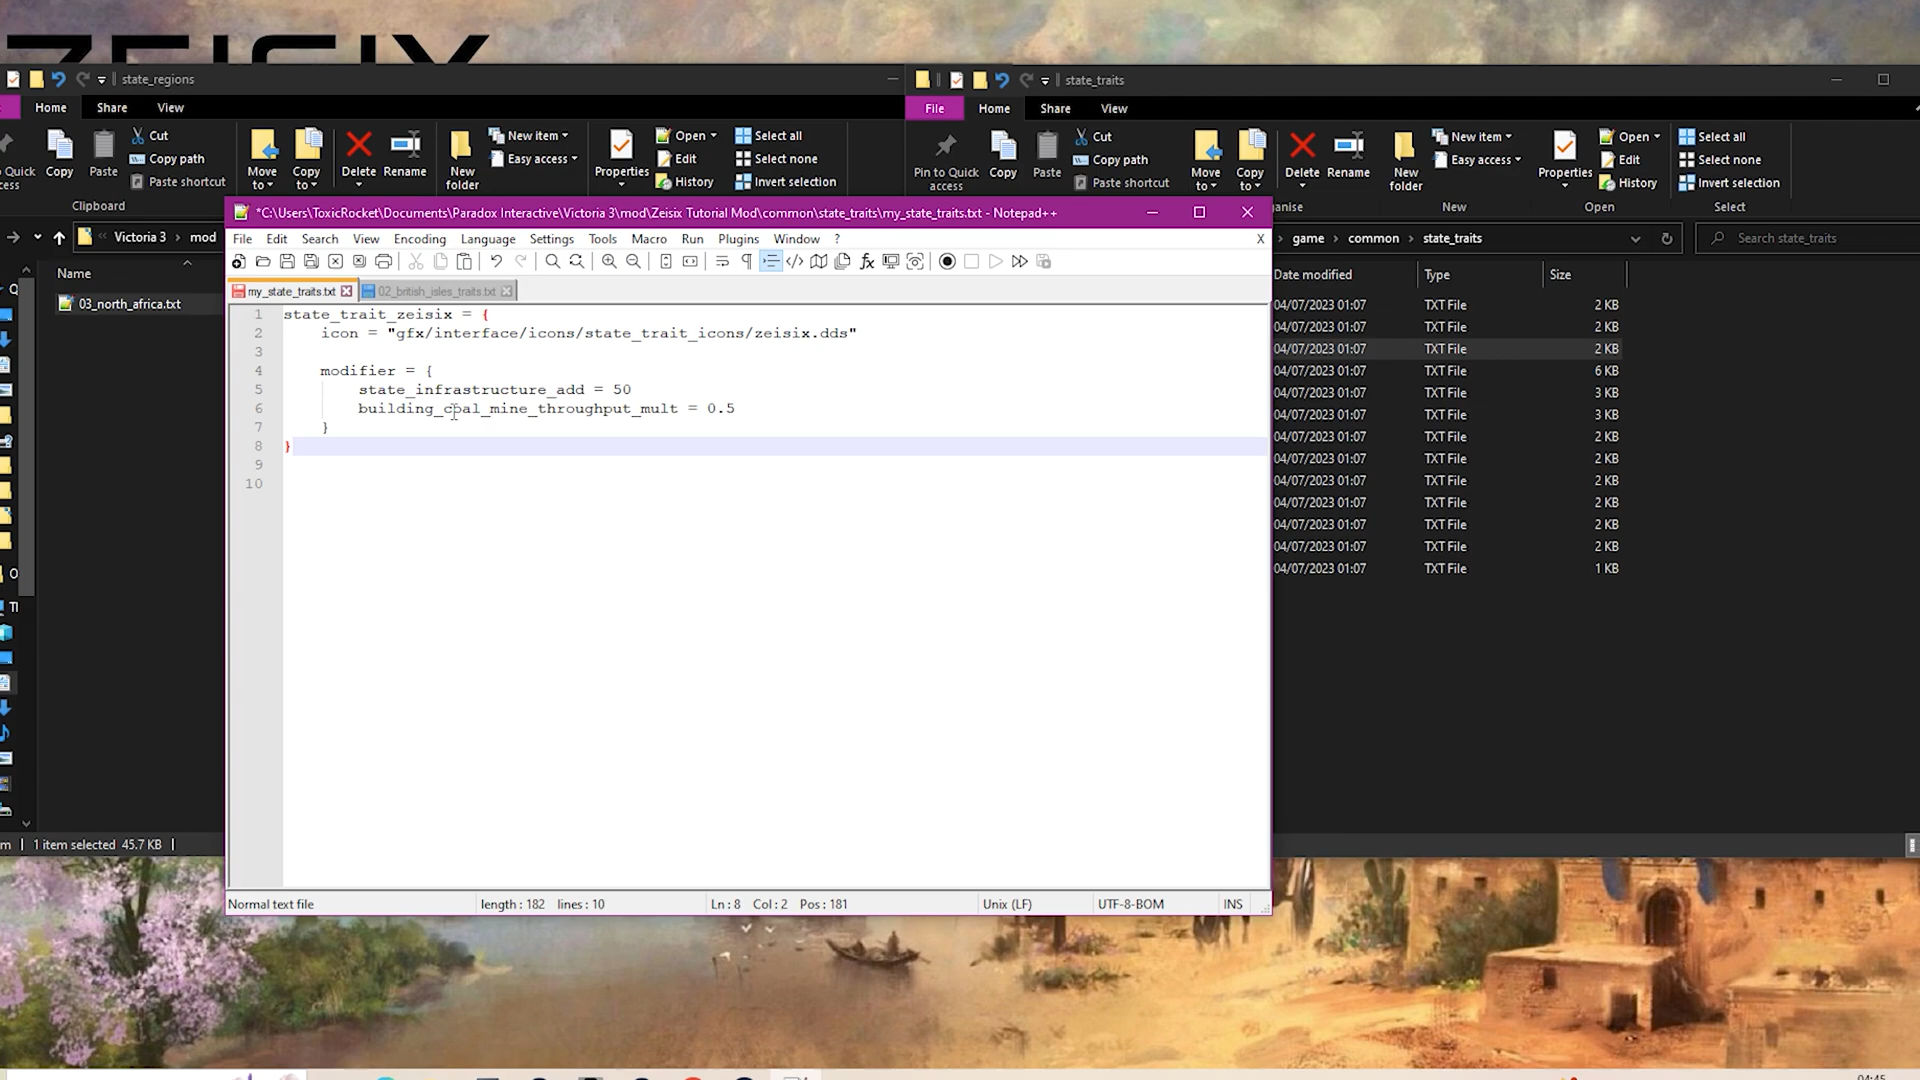 ZEISIX
state_regions
state_traits
Home Share View
File Home Share View
Quick access
Copy
Paste
Cut
Copy path
Paste shortcut
Move to
Copy to
Delete
Rename
New folder
New item
Easy access
Properties
Open
Edit
History
Select all
Select none
Invert selection
Pin to Quick access
Copy
Paste
Cut
Copy path
Paste shortcut
Move to
Copy to
Delete
Rename
New folder
New item
Easy access
Properties
Open
Edit
History
Select all
Select none
Invert selection
Clipboard
anise
New
Open
Select
*C:\Users\ToxicRocket\Documents\Paradox Interactive\Victoria 3\mod\Zeisix Tutorial Mod\common\state_traits\my_state_traits.txt - Notepad++
Victoria 3 › mod
game › common › state_traits
Search state_traits
File Edit Search View Encoding Language Settings Tools Macro Run Plugins Window ? X
Name
03_north_africa.txt
my_state_traits.txt
02_british_isles_traits.txt
1 state_trait_zeisix = {
2 icon = "gfx/interface/icons/state_trait_icons/zeisix.dds"
3
4 modifier = {
5 state_infrastructure_add = 50
6 building_coal_mine_throughput_mult = 0.5
7 }
8 }
9
10
Date modified Type Size
04/07/2023 01:07 TXT File 2 KB
04/07/2023 01:07 TXT File 2 KB
04/07/2023 01:07 TXT File 2 KB
04/07/2023 01:07 TXT File 6 KB
04/07/2023 01:07 TXT File 3 KB
04/07/2023 01:07 TXT File 3 KB
04/07/2023 01:07 TXT File 2 KB
04/07/2023 01:07 TXT File 2 KB
04/07/2023 01:07 TXT File 2 KB
04/07/2023 01:07 TXT File 2 KB
04/07/2023 01:07 TXT File 2 KB
04/07/2023 01:07 TXT File 2 KB
04/07/2023 01:07 TXT File 1 KB
1 item selected 45.7 KB
Normal text file length : 182 lines : 10 Ln : 8 Col : 2 Pos : 181 Unix (LF) UTF-8-BOM INS
04:45